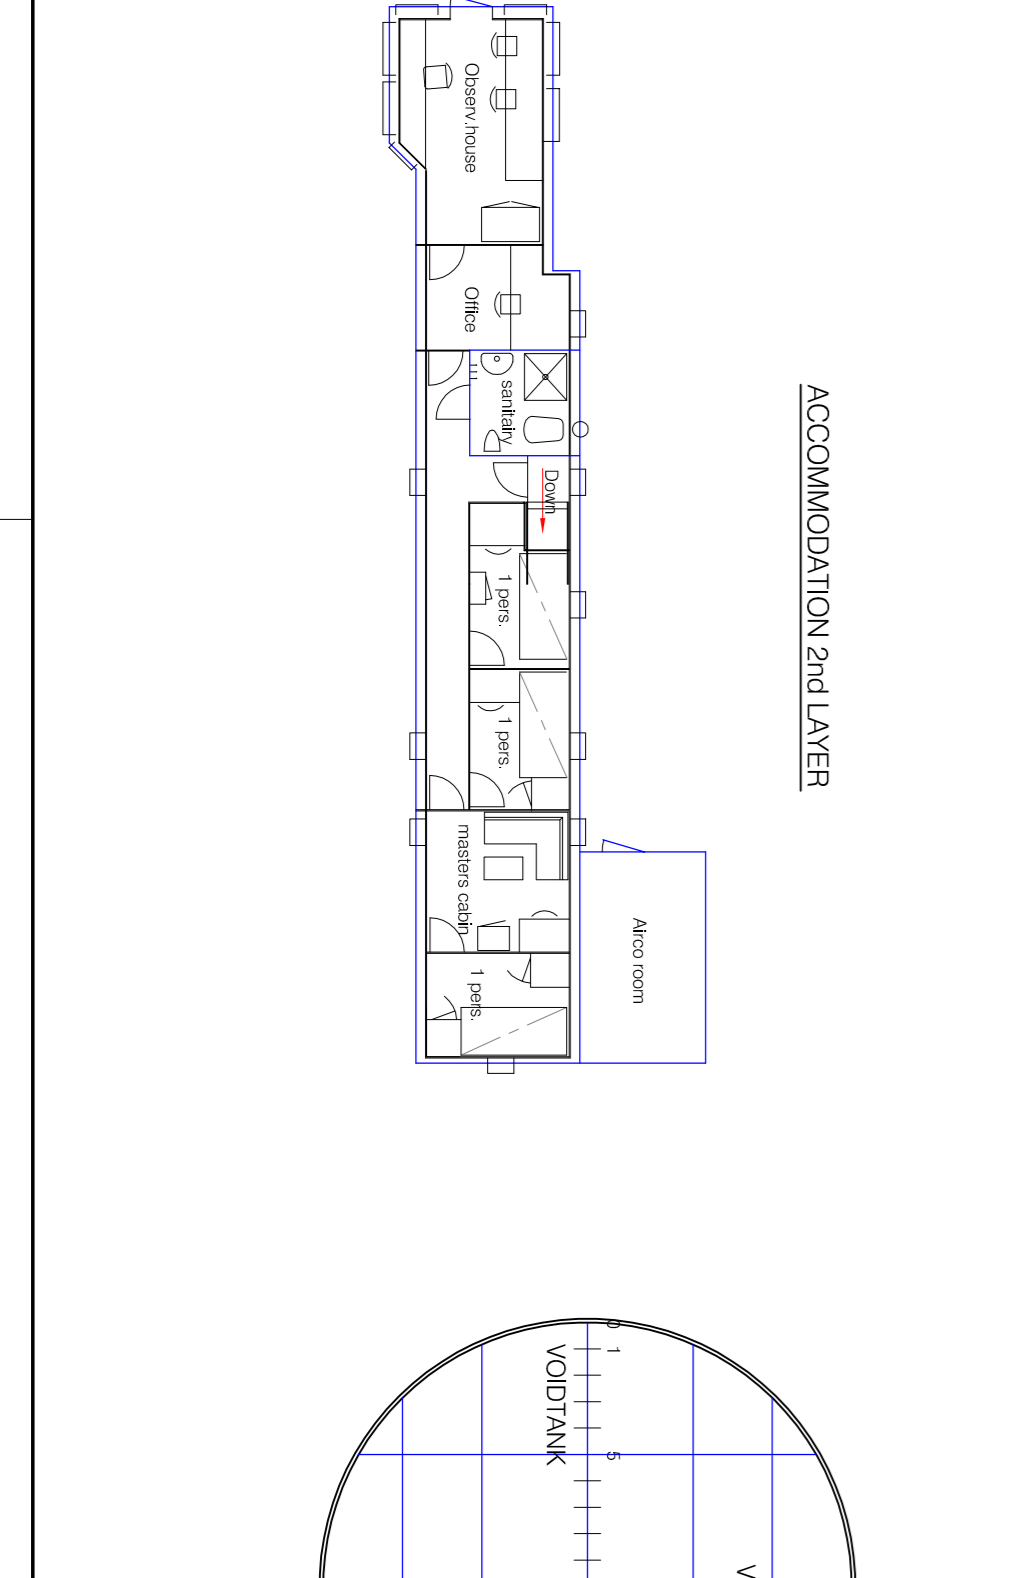 ACCOMMODATION 2nd LAYER
Observ.house
Office
sanitairy
Down
1 pers.
1 pers.
masters cabin
1 pers.
Airco room
0
1
5
VOIDTANK
V